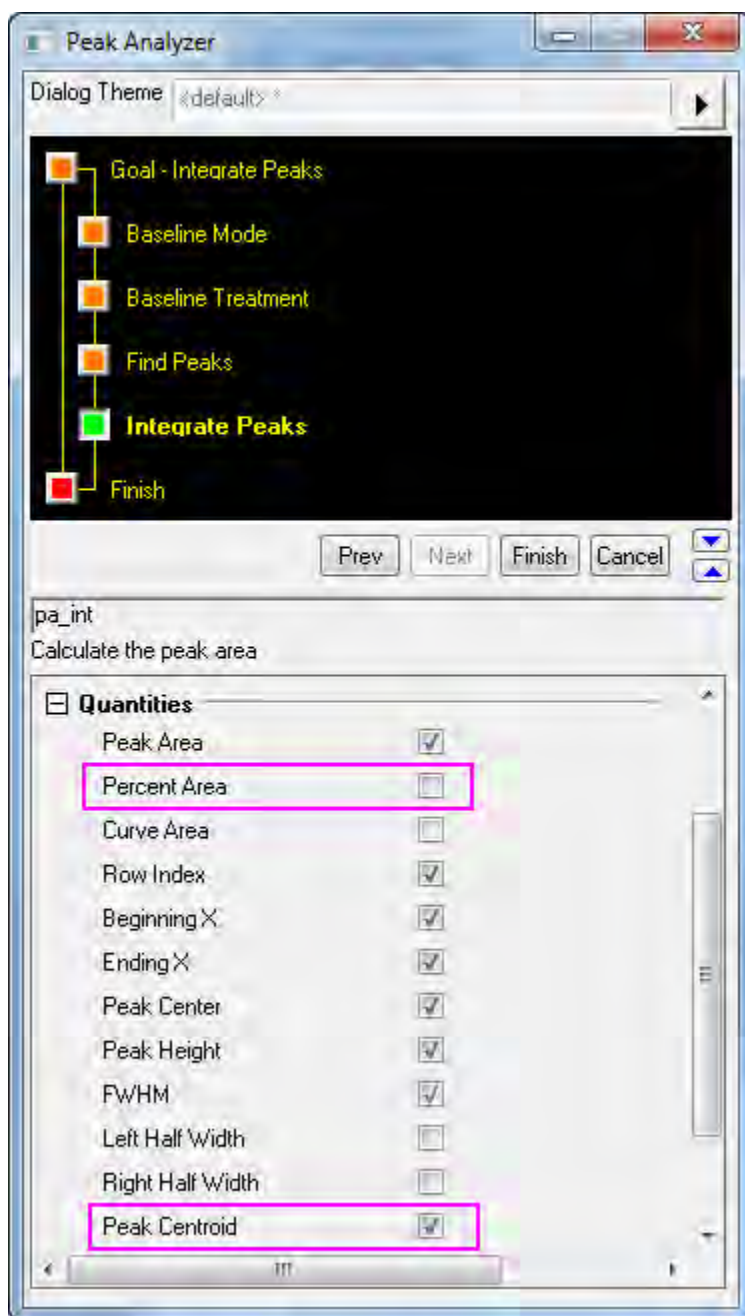 Peak Analyzer
Dialog Theme <default> *
Goal - Integrate Peaks
Baseline Mode
Baseline Treatment
Find Peaks
Integrate Peaks
Finish
Prev Next Finish Cancel
pa_int
Calculate the peak area
Quantities
Peak Area
Percent Area
Curve Area
Row Index
Beginning X
Ending X
Peak Center
Peak Height
FWHM
Left Half Width
Right Half Width
Peak Centroid